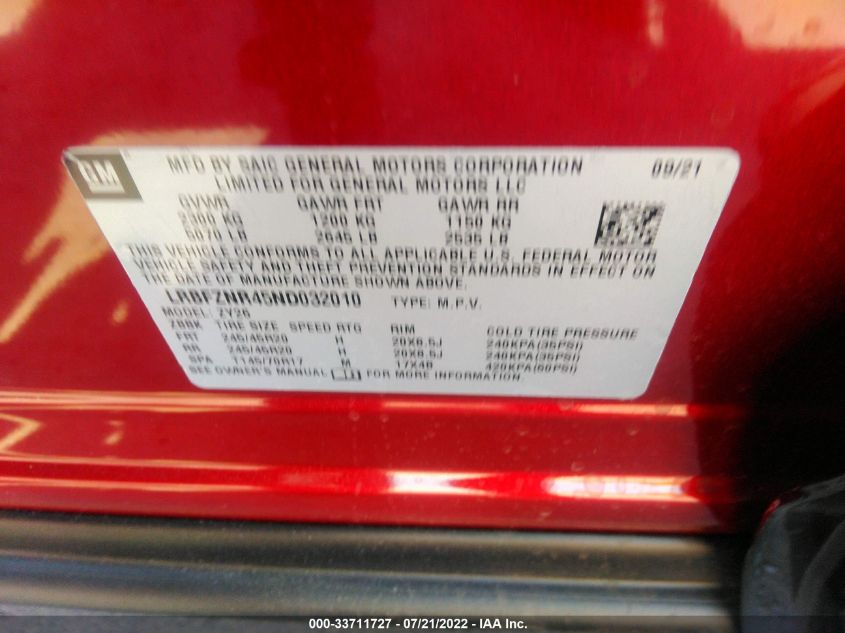 GM
MFD BY SAIC GENERAL MOTORS CORPORATION 09/21
LIMITED FOR GENERAL MOTORS LLC
GVWR GAWR FRT GAWR RR
2300 KG 1200 KG 1150 KG
5070 LB 2645 LB 2535 LB
THIS VEHICLE CONFORMS TO ALL APPLICABLE U.S. FEDERAL MOTOR
VEHICLE SAFETY AND THEFT PREVENTION STANDARDS IN EFFECT ON
THE DATE OF MANUFACTURE SHOWN ABOVE.
LRBFZNR45ND032010 TYPE: M.P.V.
MODEL: ZY26
TIRE SIZE SPEED RTG RIM COLD TIRE PRESSURE
FRT 245/45R20 H 20X8.5J 240KPA(35PSI)
RR 245/45R20 H 20X8.5J 240KPA(35PSI)
SPA T145/70R17 M 17X4B 420KPA(60PSI)
SEE OWNER'S MANUAL FOR MORE INFORMATION.
000-33711727 - 07/21/2022 - IAA Inc.